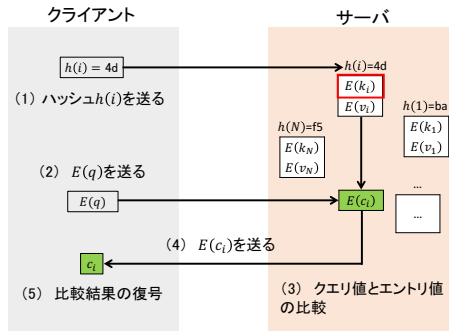 クライアント
サーバ
h(i) = 4d
h(i)=4d
(1) ハッシュh(i)を送る
E(k_i)
E(v_i)
h(1)=ba
E(k_1)
E(v_1)
h(N)=f5
E(k_N)
E(v_N)
(2) E(q)を送る
E(q)
E(c_i)
...
...
(4) E(c_i)を送る
c_i
(5) 比較結果の復号
(3) クエリ値とエントリ値
の比較